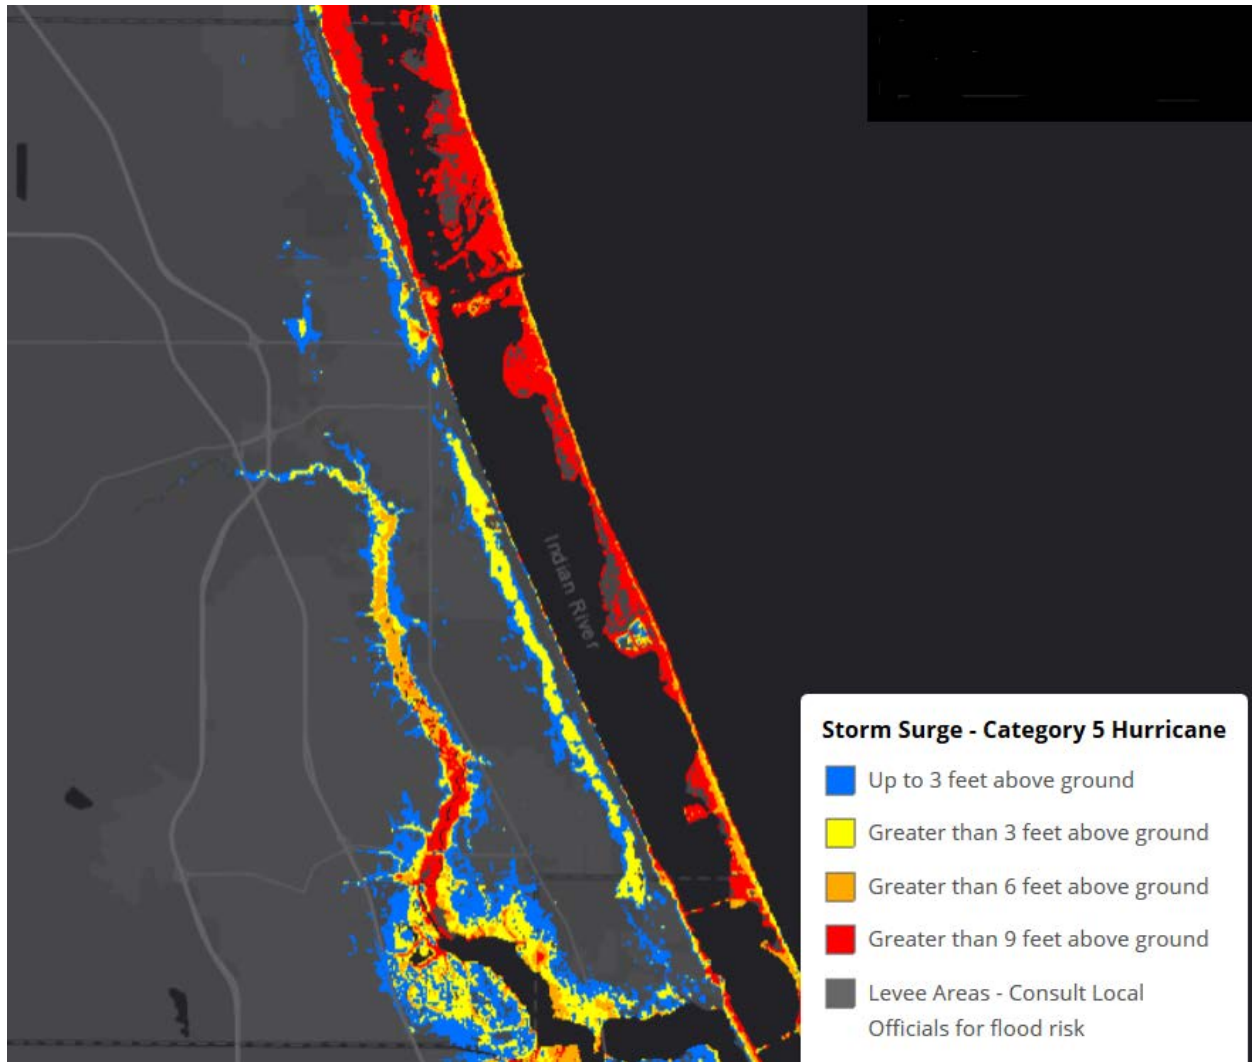 Indian River
Storm Surge - Category 5 Hurricane
Up to 3 feet above ground
Greater than 3 feet above ground
Greater than 6 feet above ground
Greater than 9 feet above ground
Levee Areas - Consult Local
Officials for flood risk